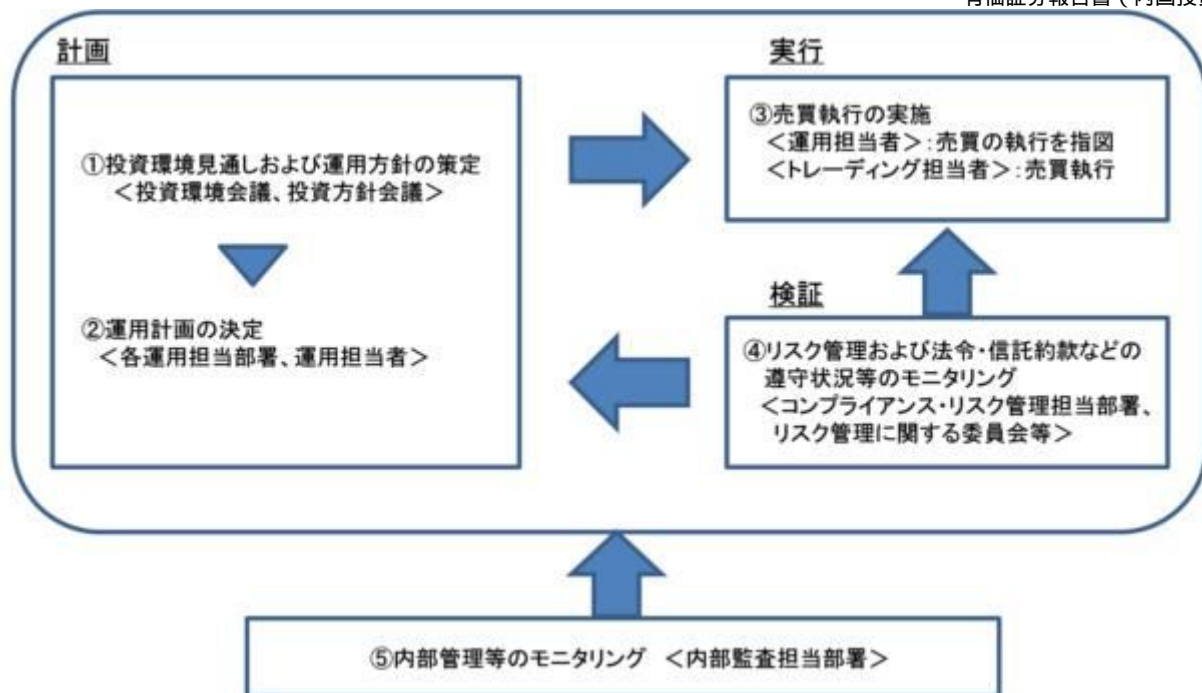 計画
①投資環境見通しおよび運用方針の策定
<投資環境会議、投資方針会議>
②運用計画の決定
<各運用担当部署、運用担当者>
実行
③売買執行の実施
<運用担当者>:売買の執行を指図
<トレーディング担当者>:売買執行
検証
④リスク管理および法令・信託約款などの
遵守状況等のモニタリング
<コンプライアンス・リスク管理担当部署、
リスク管理に関する委員会等>
⑤内部管理等のモニタリング <内部監査担当部署>